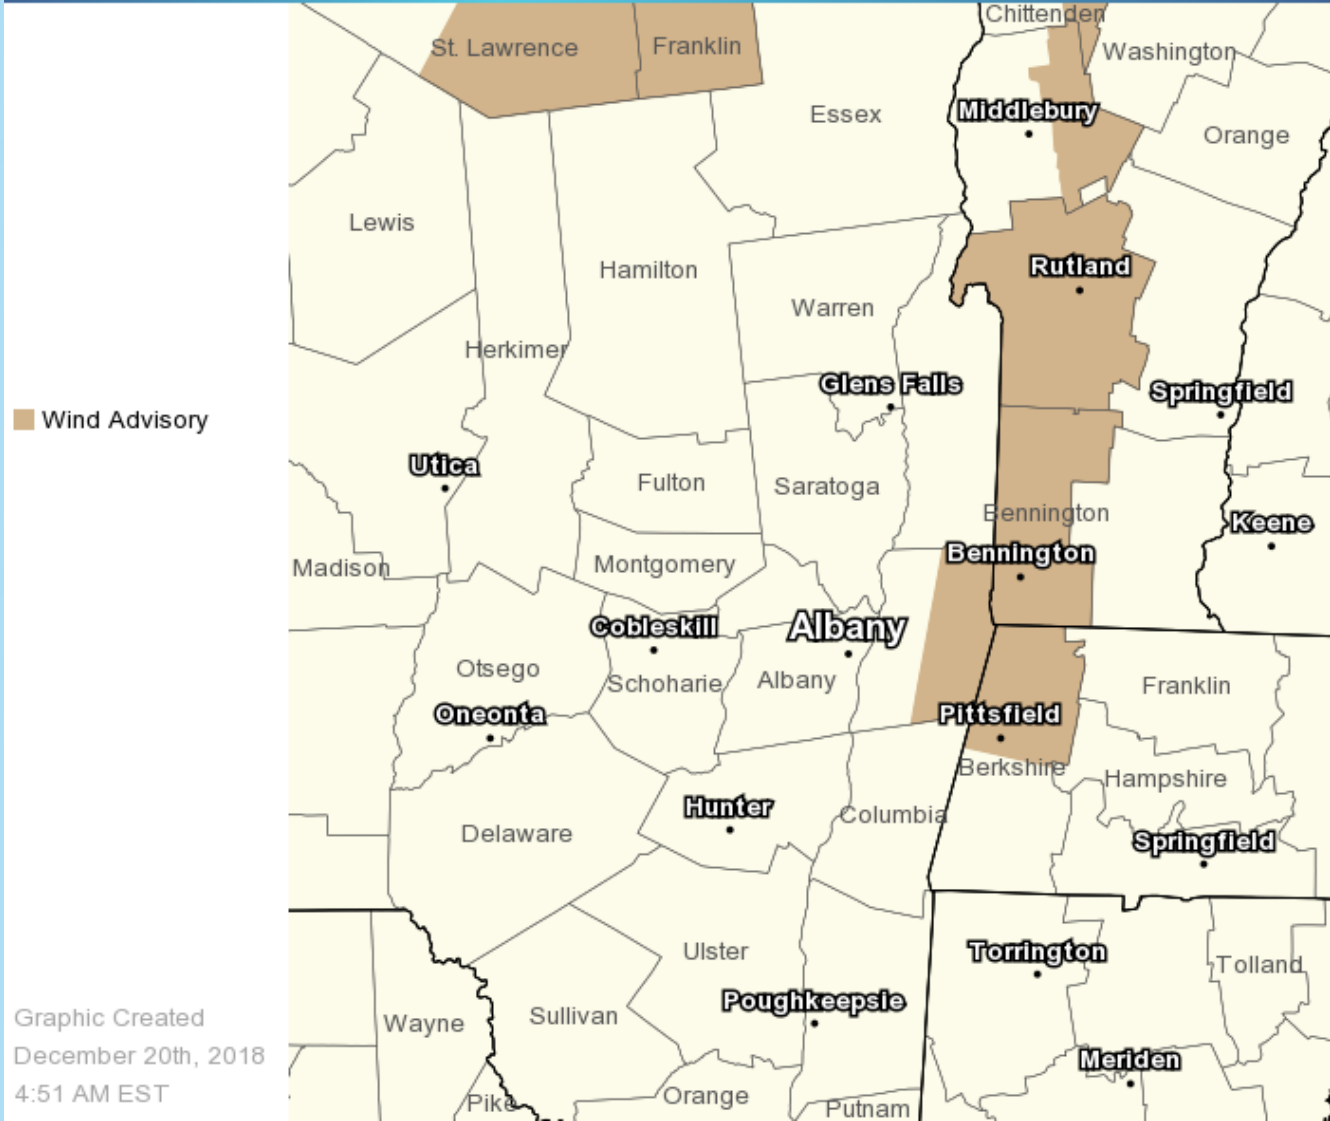 Chittenden
St. Lawrence
Franklin
Washington
Middlebury
Essex
Orange
Lewis
Hamilton
Rutland
Warren
Herkimer
Glens Falls
Springfield
Wind Advisory
Utica
Fulton
Saratoga
Bennington
Keene
Bennington
Madison
Montgomery
Cobleskill
Albany
Otsego
Schoharie
Albany
Franklin
Oneonta
Pittsfield
Berkshire
Hampshire
Hunter
Columbia
Delaware
Springfield
Ulster
Torrington
Tolland
Poughkeepsie
Graphic Created
Wayne
Sullivan
December 20th, 2018
Meriden
4:51 AM EST
Pike
Orange
Putnam